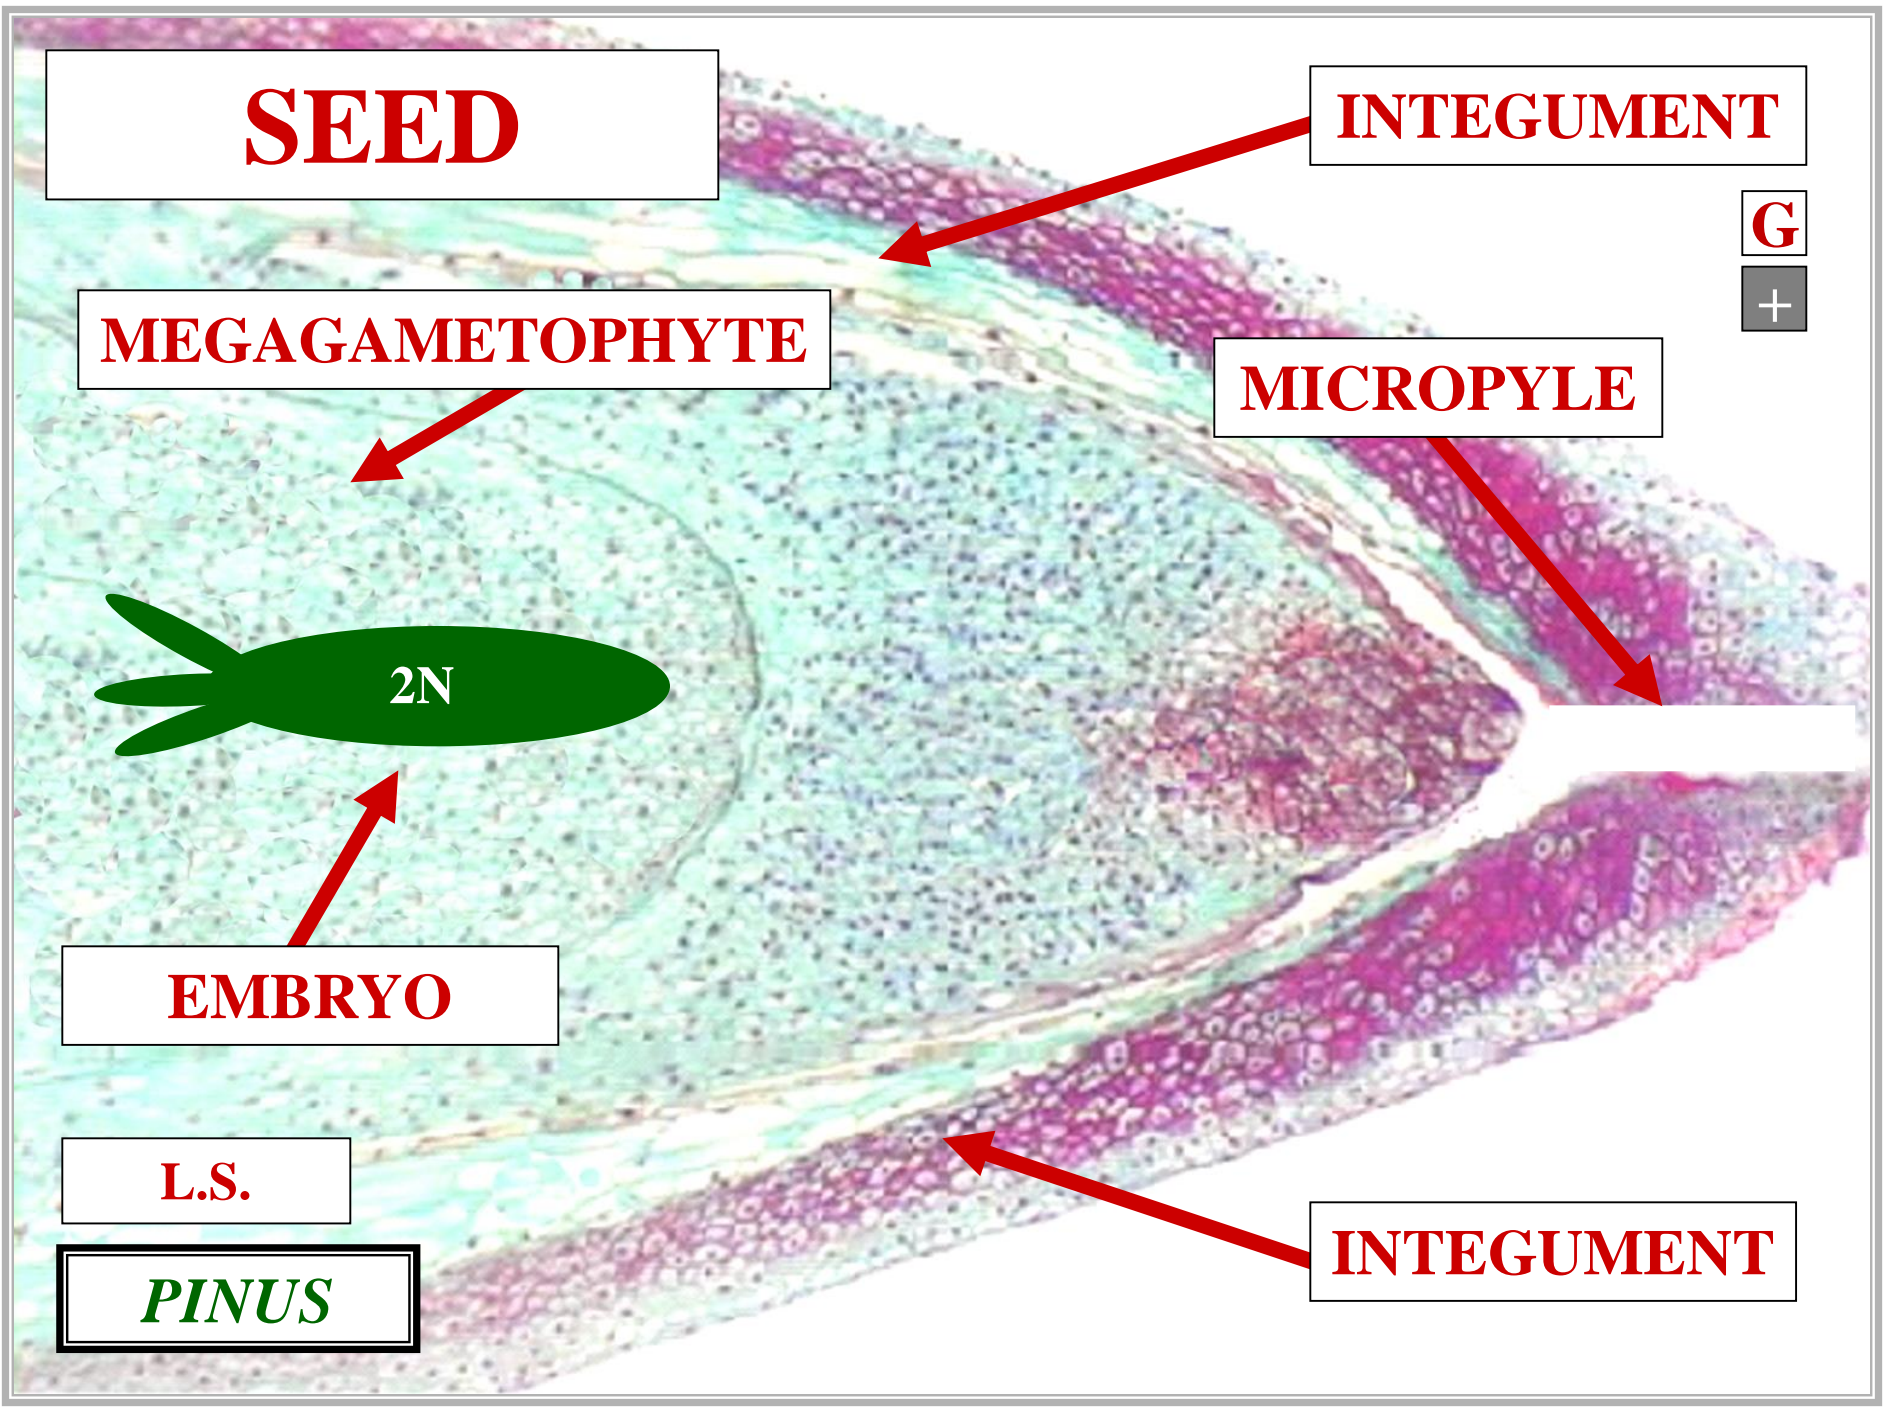 SEED
INTEGUMENT
G
+
MEGAGAMETOPHYTE
MICROPYLE
2N
EMBRYO
L.S.
PINUS
INTEGUMENT